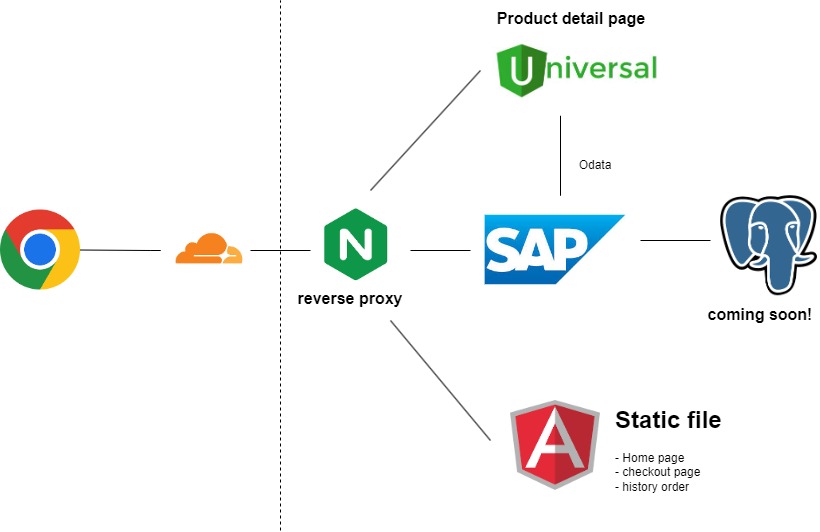 Product detail page
Universal
Odata
N
SAP
reverse proxy
coming soon!
A
Static file
- Home page
- checkout page
- history order